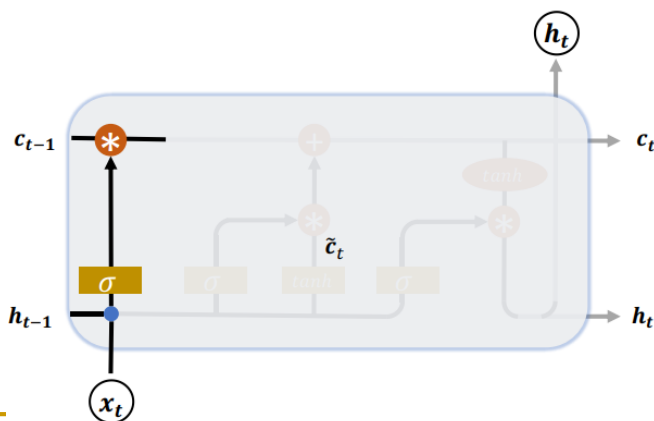 h_t
c_{t-1} * + c_t
tanh
* *
c̃_t
σ σ tanh σ
h_{t-1} h_t
x_t